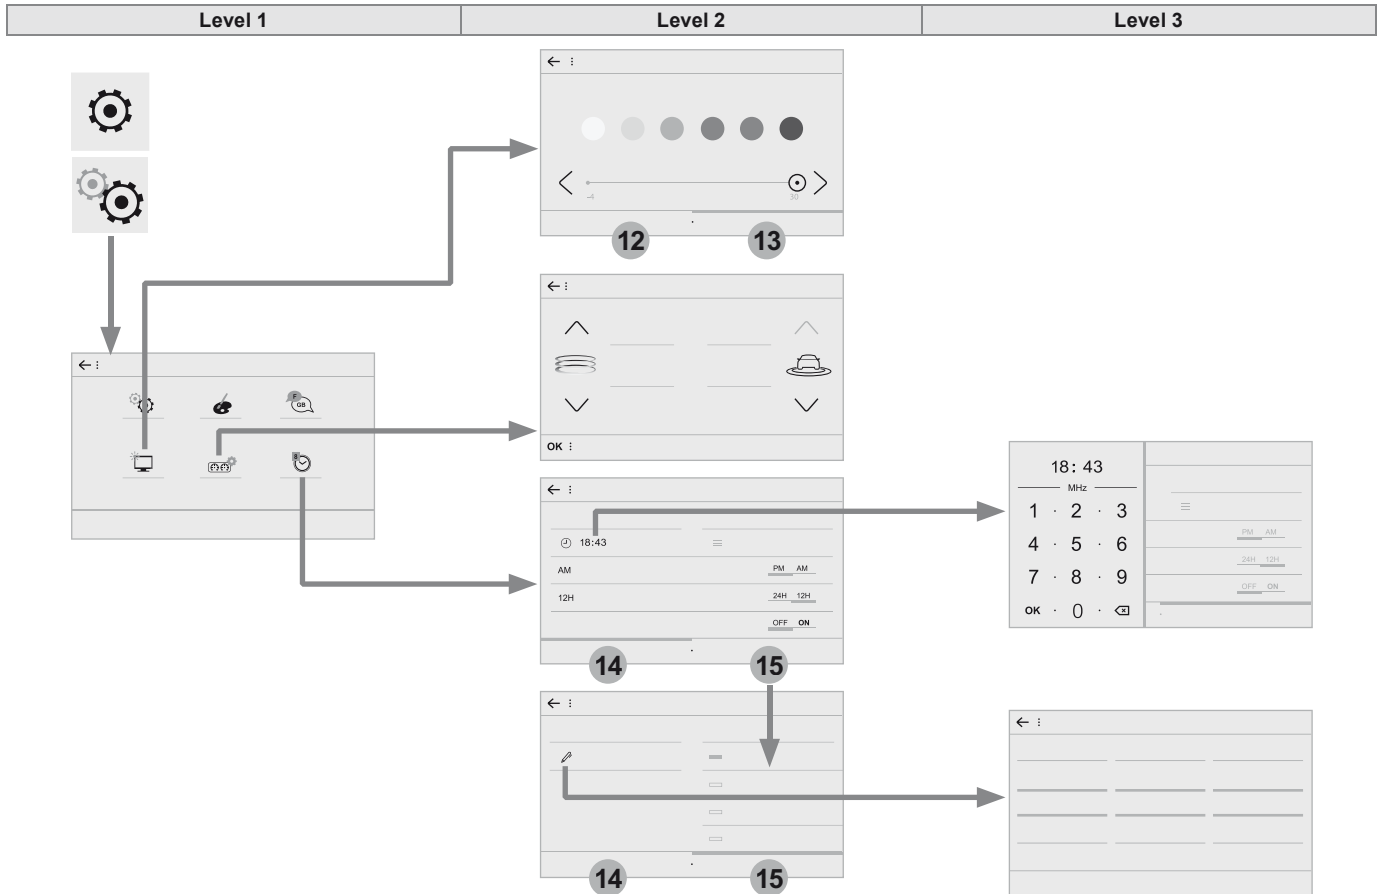 Level 1
Level 2
Level 3
-4
30
12
13
F
GB
8
OK
18:43
AM
PM AM
12H
24H 12H
OFF ON
14
15
18:43
MHz
1 · 2 · 3
4 · 5 · 6
7 · 8 · 9
OK · 0 ·
PM AM
24H 12H
OFF ON
14
15